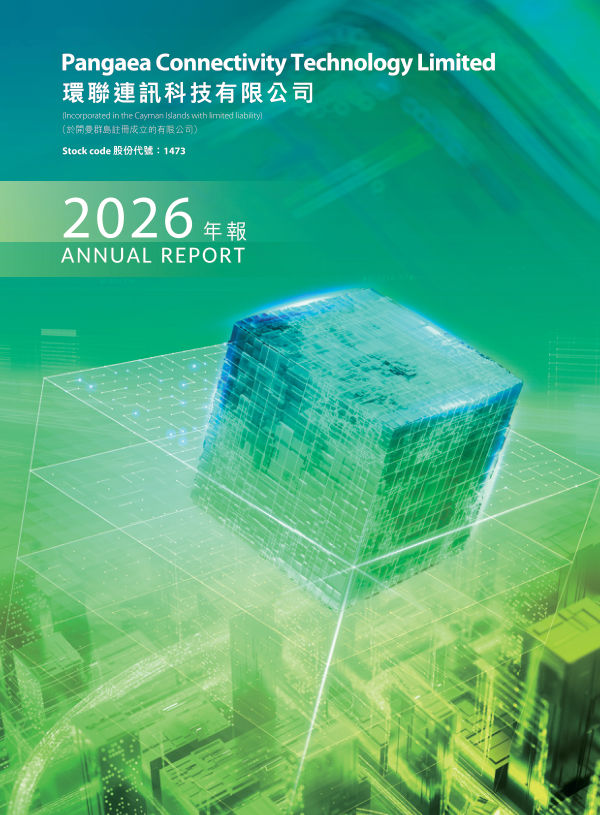 Pangaea Connectivity Technology Limited
環聯連訊科技有限公司
(Incorporated in the Cayman Islands with limited liability)
（於開曼群島註冊成立的有限公司）
Stock code 股份代號：1473
2026 年報
ANNUAL REPORT